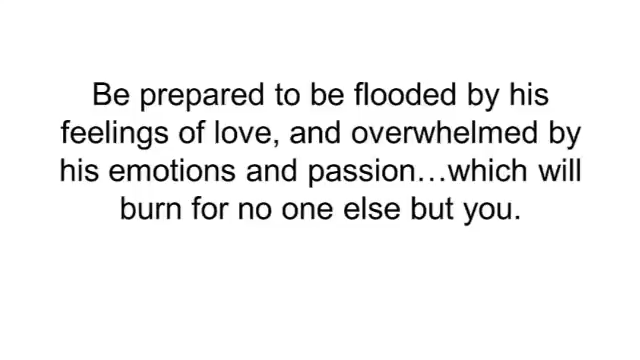 Be prepared to be flooded by his
feelings of love, and overwhelmed by
his emotions and passion…which will
burn for no one else but you.